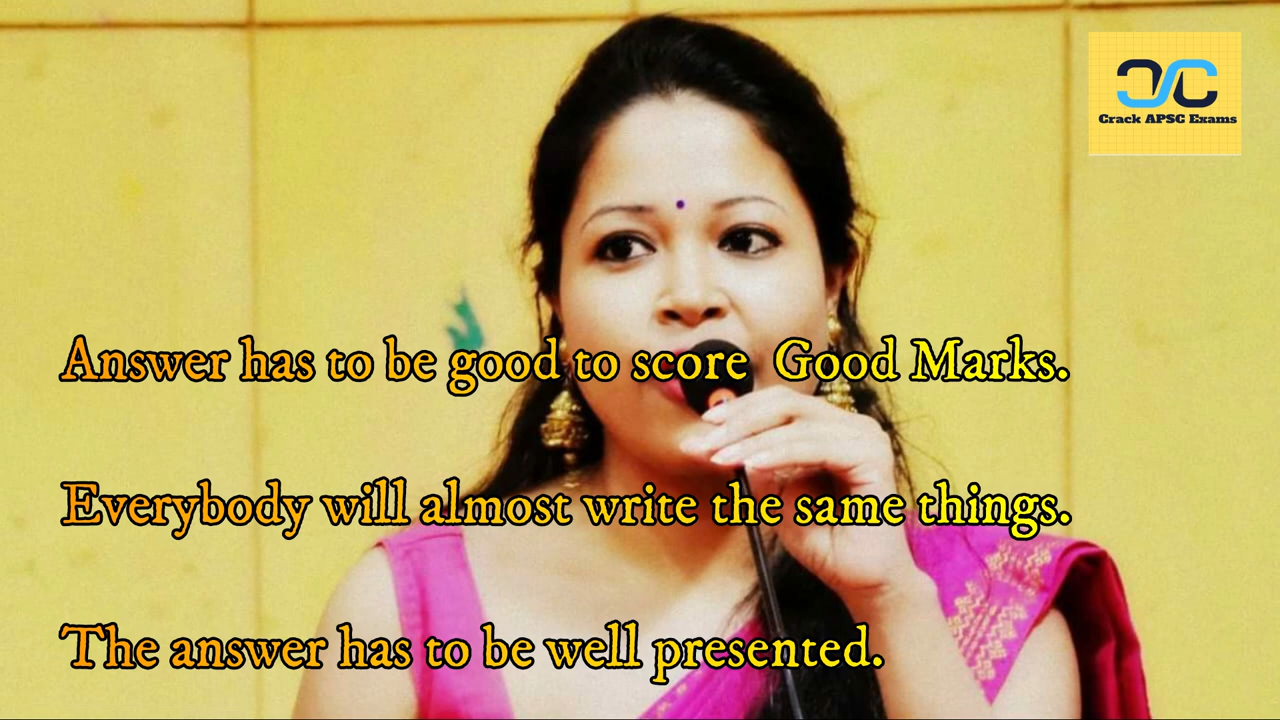 Crack APSC Exams
Answer has to be good to score Good Marks.
Everybody will almost write the same things.
The answer has to be well presented.